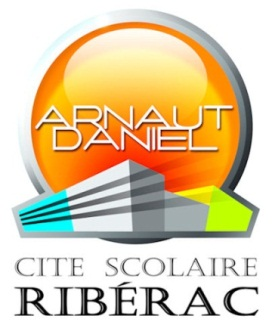 ARNAUT
DANIEL
CITE SCOLAIRE
RIBÉRAC